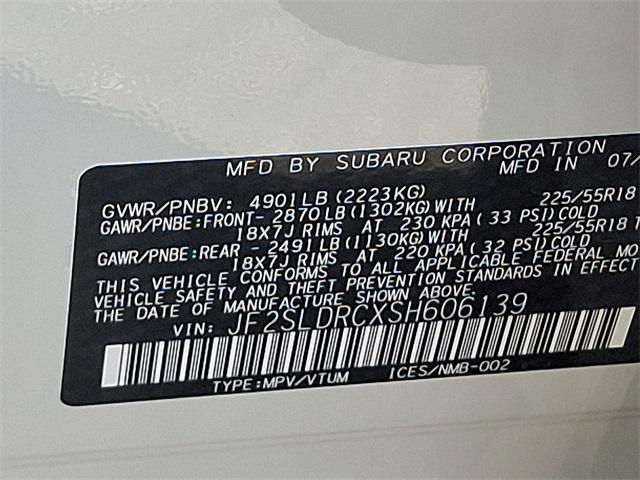 MFD BY SUBARU CORPORATION
MFD IN 07/
GVWR/PNBV: 4901LB(2223KG)
GAWR/PNBE:FRONT- 2870LB(1302KG)WITH 225/55R18
18X7J RIMS AT 230 KPA( 33 PSI)COLD
GAWR/PNBE:REAR - 2491LB(1130KG)WITH 225/55R18 T
18X7J RIMS AT 220 KPA( 32 PSI)COLD
THIS VEHICLE CONFORMS TO ALL APPLICABLE FEDERAL MO
VEHICLE SAFETY AND THEFT PREVENTION STANDARDS IN EFFECT
THE DATE OF MANUFACTURE SHOWN ABOVE.
VIN: JF2SLDRCXSH606139
TYPE:MPV/VTUM ICES/NMB-002